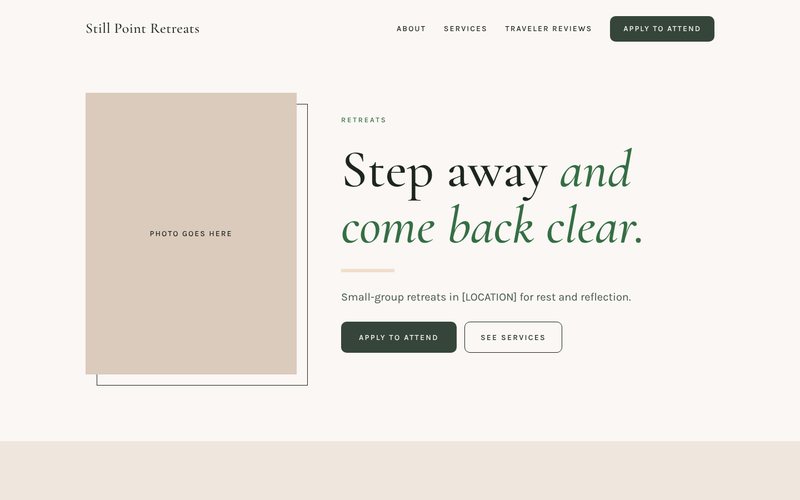 Still Point Retreats
ABOUT SERVICES TRAVELER REVIEWS APPLY TO ATTEND
PHOTO GOES HERE
RETREATS
Step away and
come back clear.
Small-group retreats in [LOCATION] for rest and reflection.
APPLY TO ATTEND SEE SERVICES